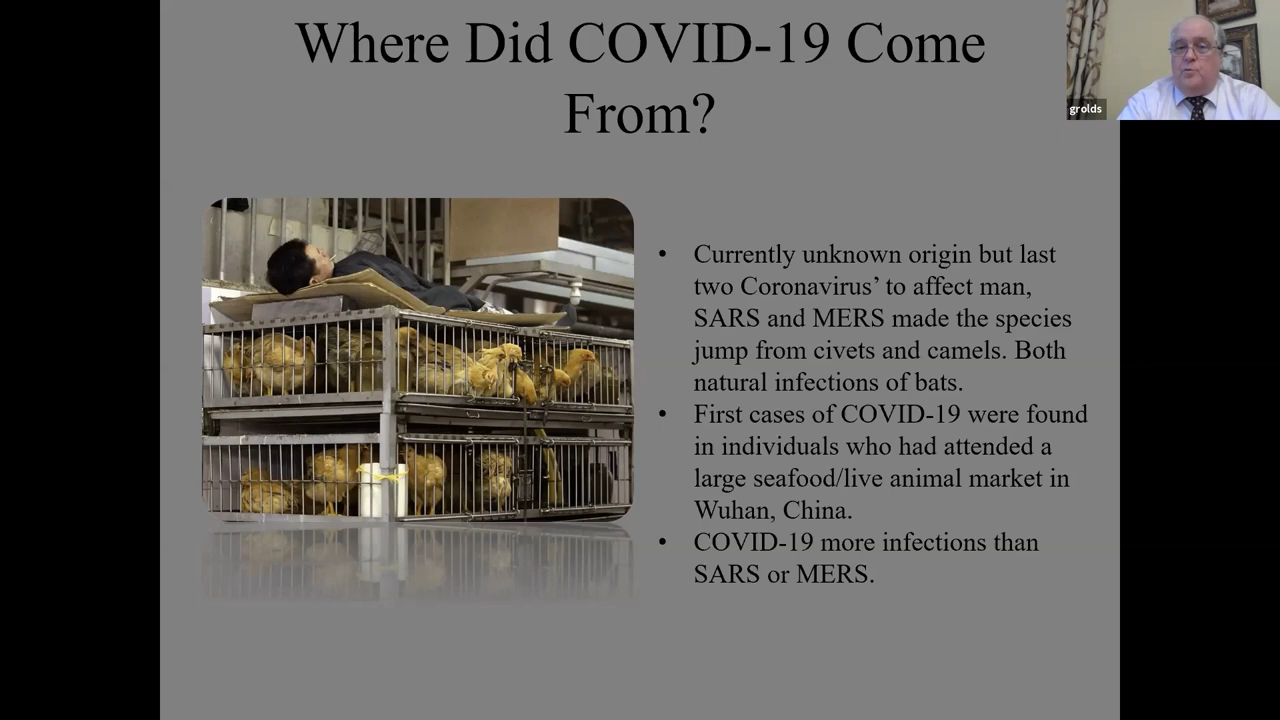 Where Did COVID-19 Come
From?
grolds
• Currently unknown origin but last
two Coronavirus’ to affect man,
SARS and MERS made the species
jump from civets and camels. Both
natural infections of bats.
• First cases of COVID-19 were found
in individuals who had attended a
large seafood/live animal market in
Wuhan, China.
• COVID-19 more infections than
SARS or MERS.